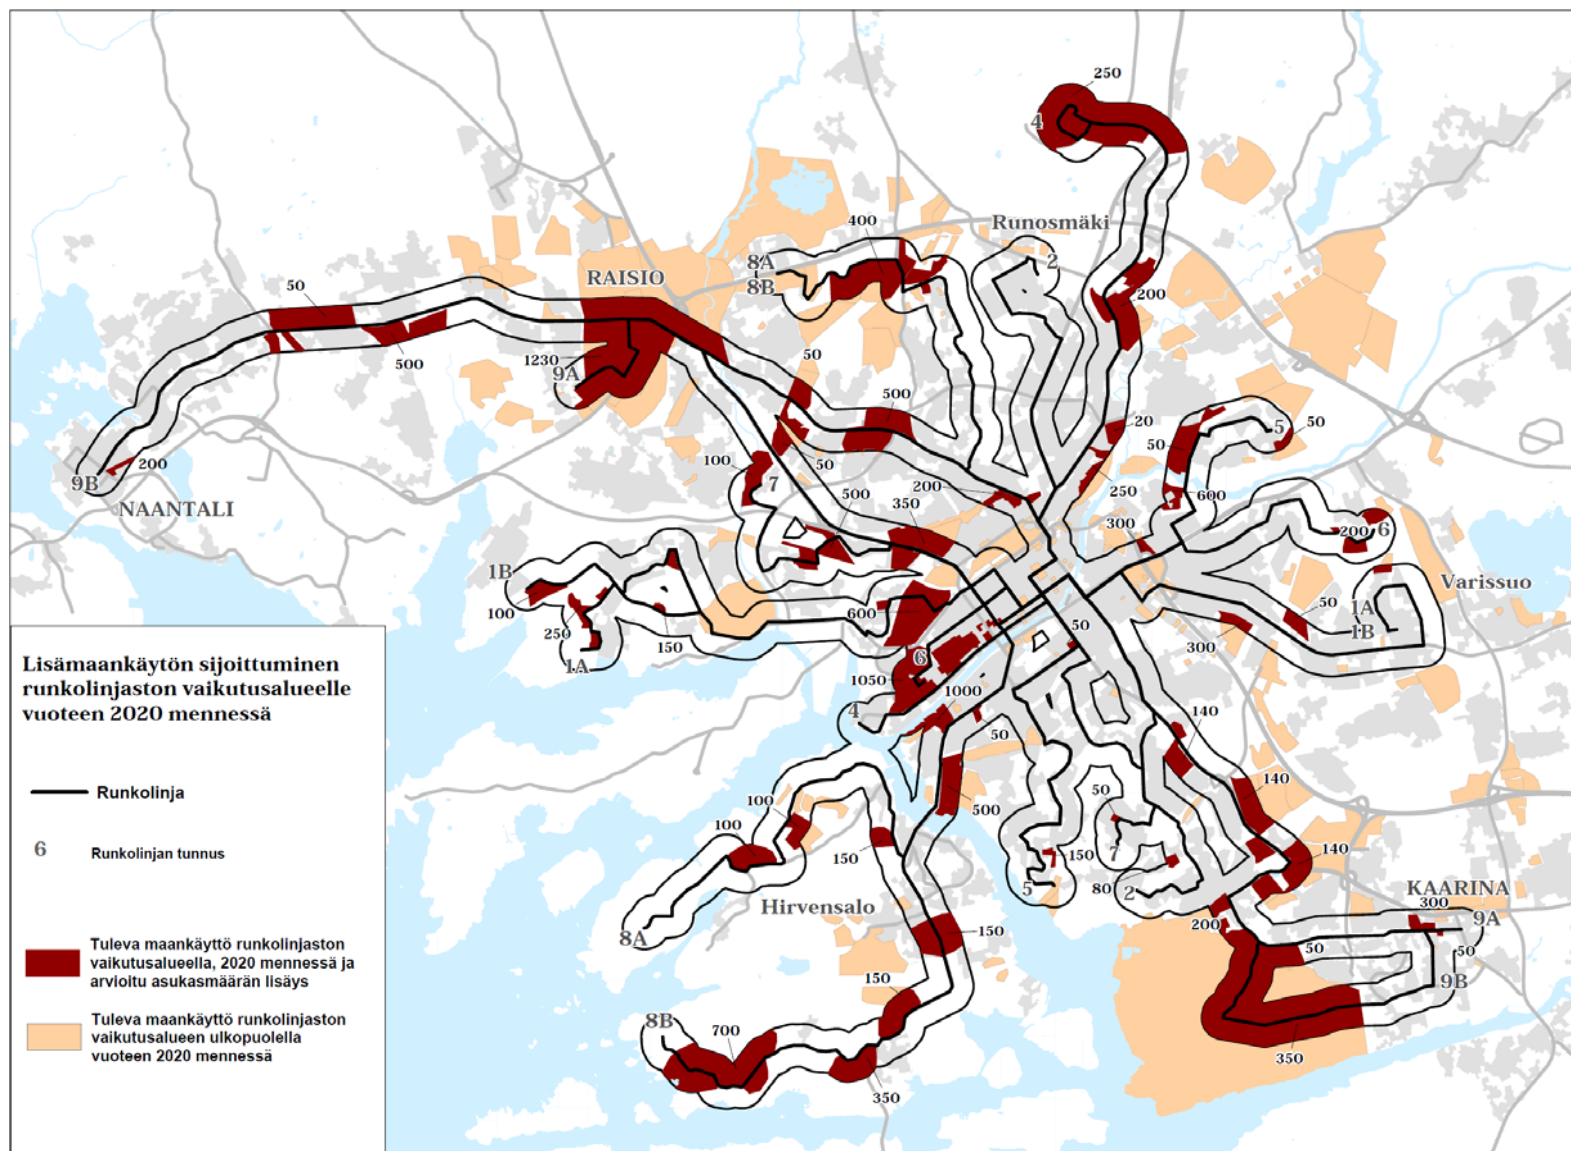 250
4
Runosmäki
400
8A
8B
2
RAISIO
50
200
1230
9A
50
500
500
20
50
5
50
100
7
50
9B
200
NAANTALI
200
500
350
250
600
300
200
6
1B
100
Varissuo
600
250
1A
150
50
1A
1B
50
300
6
1050
1000
4
50
140
Lisämaankäytön sijoittuminen
runkolinjaston vaikutusalueelle
vuoteen 2020 mennessä
Runkolinja
6
Runkolinjan tunnus
Tuleva maankäyttö runkolinjaston
vaikutusalueella, 2020 mennessä ja
arvioitu asukasmäärän lisäys
Tuleva maankäyttö runkolinjaston
vaikutusalueen ulkopuolella
vuoteen 2020 mennessä
500
140
50
100
100
150
150
7
140
5
80
2
KAARINA
Hirvensalo
300
9A
200
8A
150
50
50
9B
150
8B
700
350
350